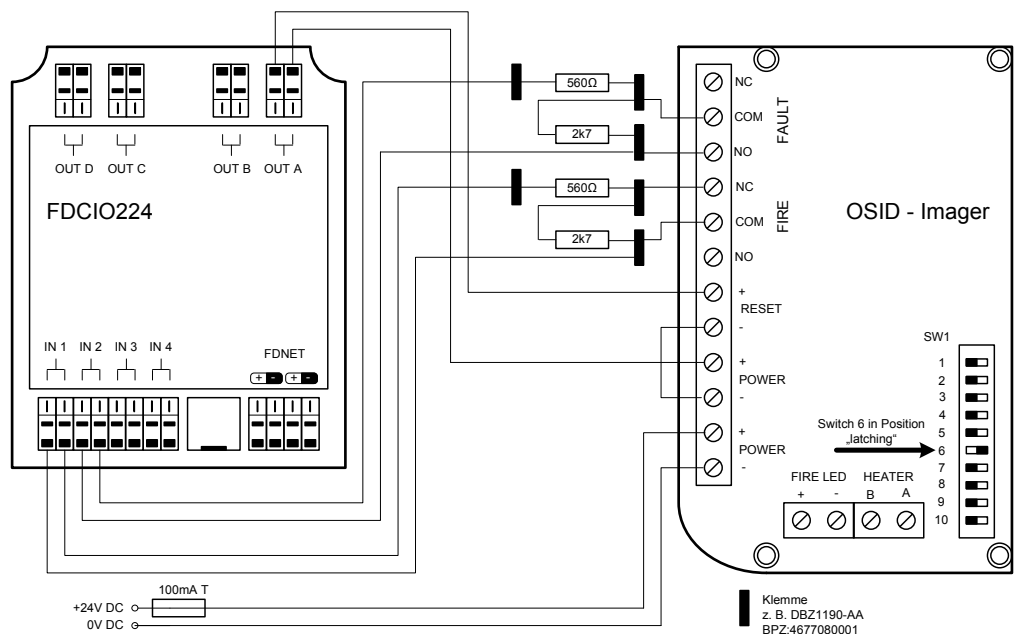 OUT D
OUT C
OUT B
OUT A
FDCIO224
IN 1
IN 2
IN 3
IN 4
FDNET
+ - + -
560Ω
2k7
560Ω
2k7
NC
COM
NO
FAULT
NC
COM
NO
FIRE
+
RESET
-
+
POWER
-
+
POWER
-
OSID - Imager
SW1
1
2
3
4
5
6
7
8
9
10
Switch 6 in Position
„latching“
FIRE LED
HEATER
+ - B A
100mA T
+24V DC
0V DC
Klemme
z. B. DBZ1190-AA
BPZ:4677080001